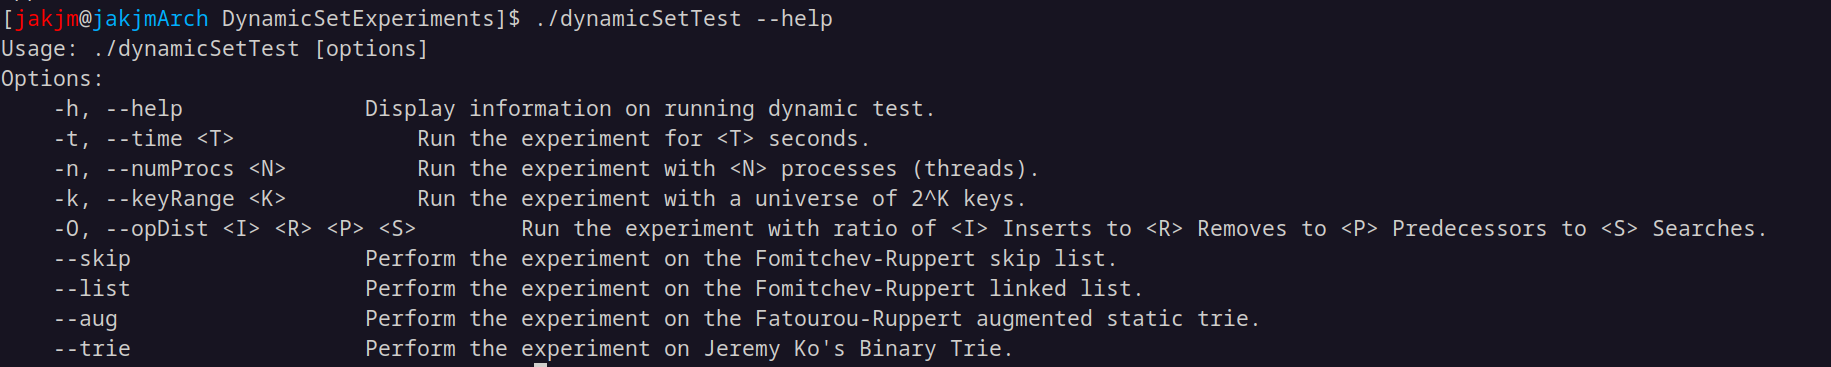 [jakjm@jakjmArch DynamicSetExperiments]$ ./dynamicSetTest --help
Usage: ./dynamicSetTest [options]
Options:
    -h, --help              Display information on running dynamic test.
    -t, --time <T>              Run the experiment for <T> seconds.
    -n, --numProcs <N>          Run the experiment with <N> processes (threads).
    -k, --keyRange <K>          Run the experiment with a universe of 2^K keys.
    -O, --opDist <I> <R> <P> <S>        Run the experiment with ratio of <I> Inserts to <R> Removes to <P> Predecessors to <S> Searches.
    --skip                  Perform the experiment on the Fomitchev-Ruppert skip list.
    --list                  Perform the experiment on the Fomitchev-Ruppert linked list.
    --aug                   Perform the experiment on the Fatourou-Ruppert augmented static trie.
    --trie                  Perform the experiment on Jeremy Ko's Binary Trie.